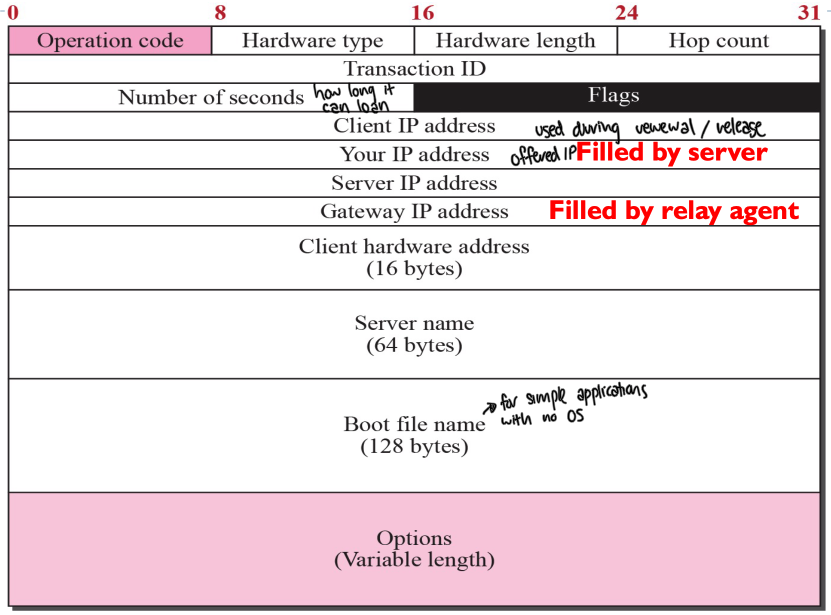 0 8 16 24 31
Operation code Hardware type Hardware length Hop count
Transaction ID
Number of seconds how long it can loan Flags
Client IP address used during renewal / release
Your IP address offered IP Filled by server
Server IP address
Gateway IP address Filled by relay agent
Client hardware address
(16 bytes)
Server name
(64 bytes)
for simple applications
with no OS
Boot file name
(128 bytes)
Options
(Variable length)